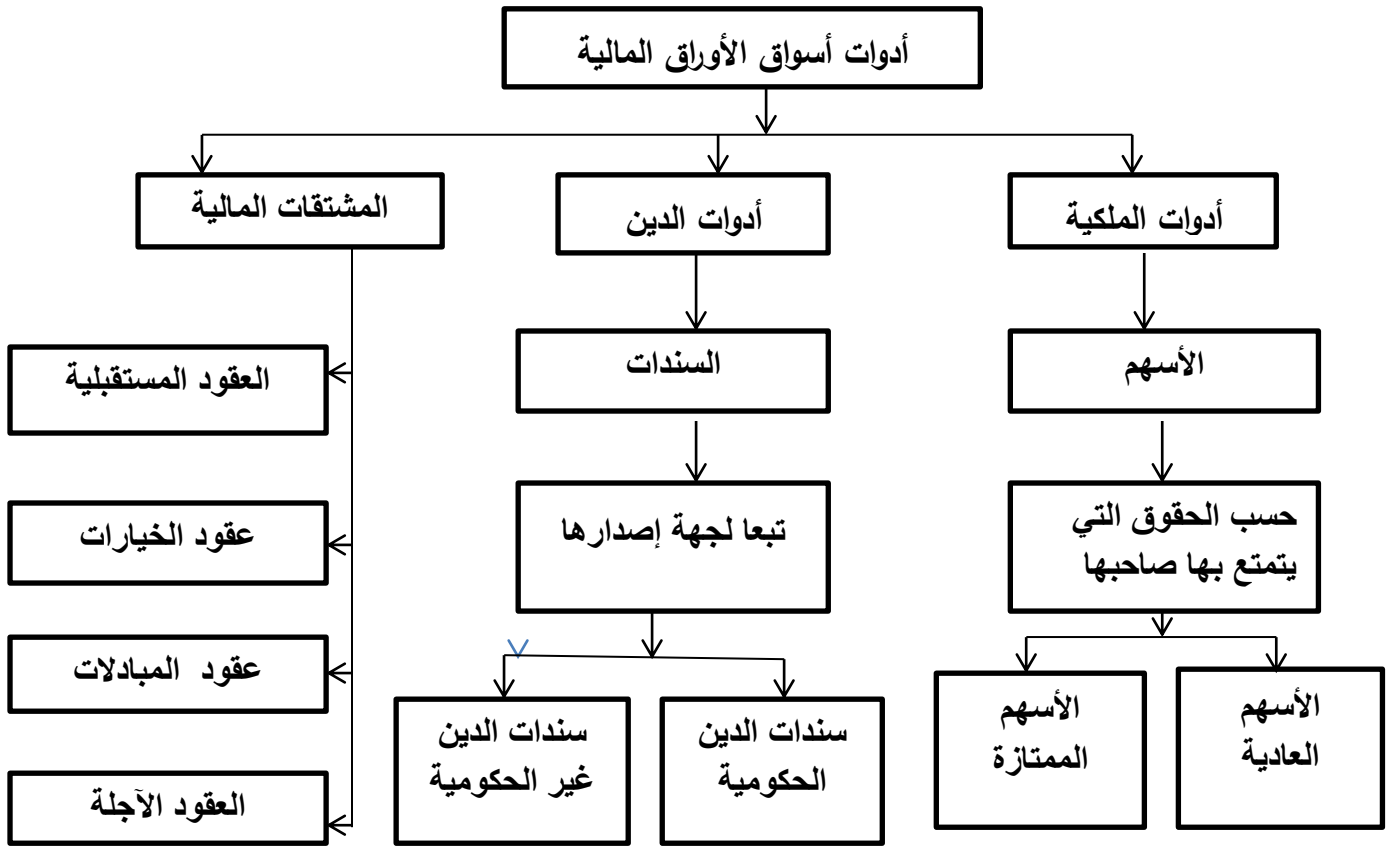 أدوات أسواق الأوراق المالية
أدوات الملكية
أدوات الدين
المشتقات المالية
الأسهم
السندات
العقود المستقبلية
حسب الحقوق التي
يتمتع بها صاحبها
تبعا لجهة إصدارها
عقود الخيارات
عقود المبادلات
الأسهم
العادية
الأسهم
الممتازة
سندات الدين
الحكومية
سندات الدين
غير الحكومية
العقود الآجلة